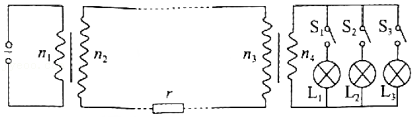 S₁ S₂ S₃
n₁ n₂ n₃ n₄
r L₁ L₂ L₃